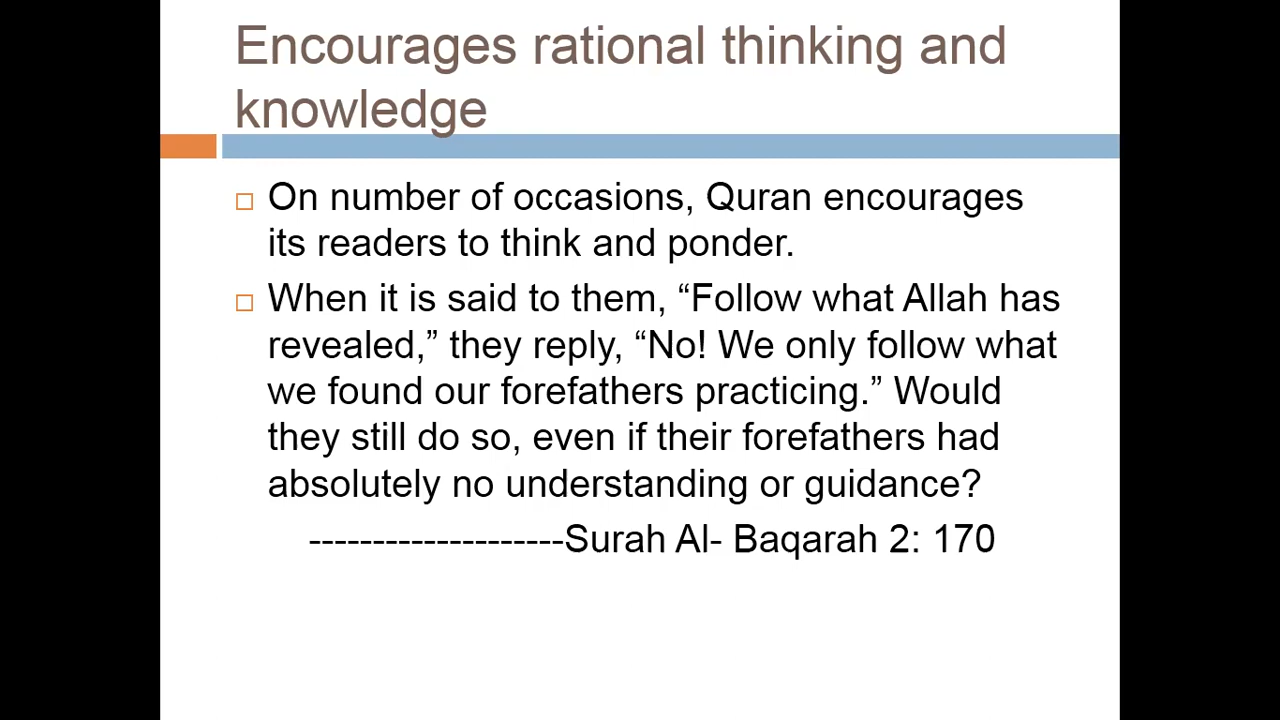 Encourages rational thinking and
knowledge
On number of occasions, Quran encourages
its readers to think and ponder.
When it is said to them, “Follow what Allah has
revealed,” they reply, “No! We only follow what
we found our forefathers practicing.” Would
they still do so, even if their forefathers had
absolutely no understanding or guidance?
--------------------Surah Al- Baqarah 2: 170